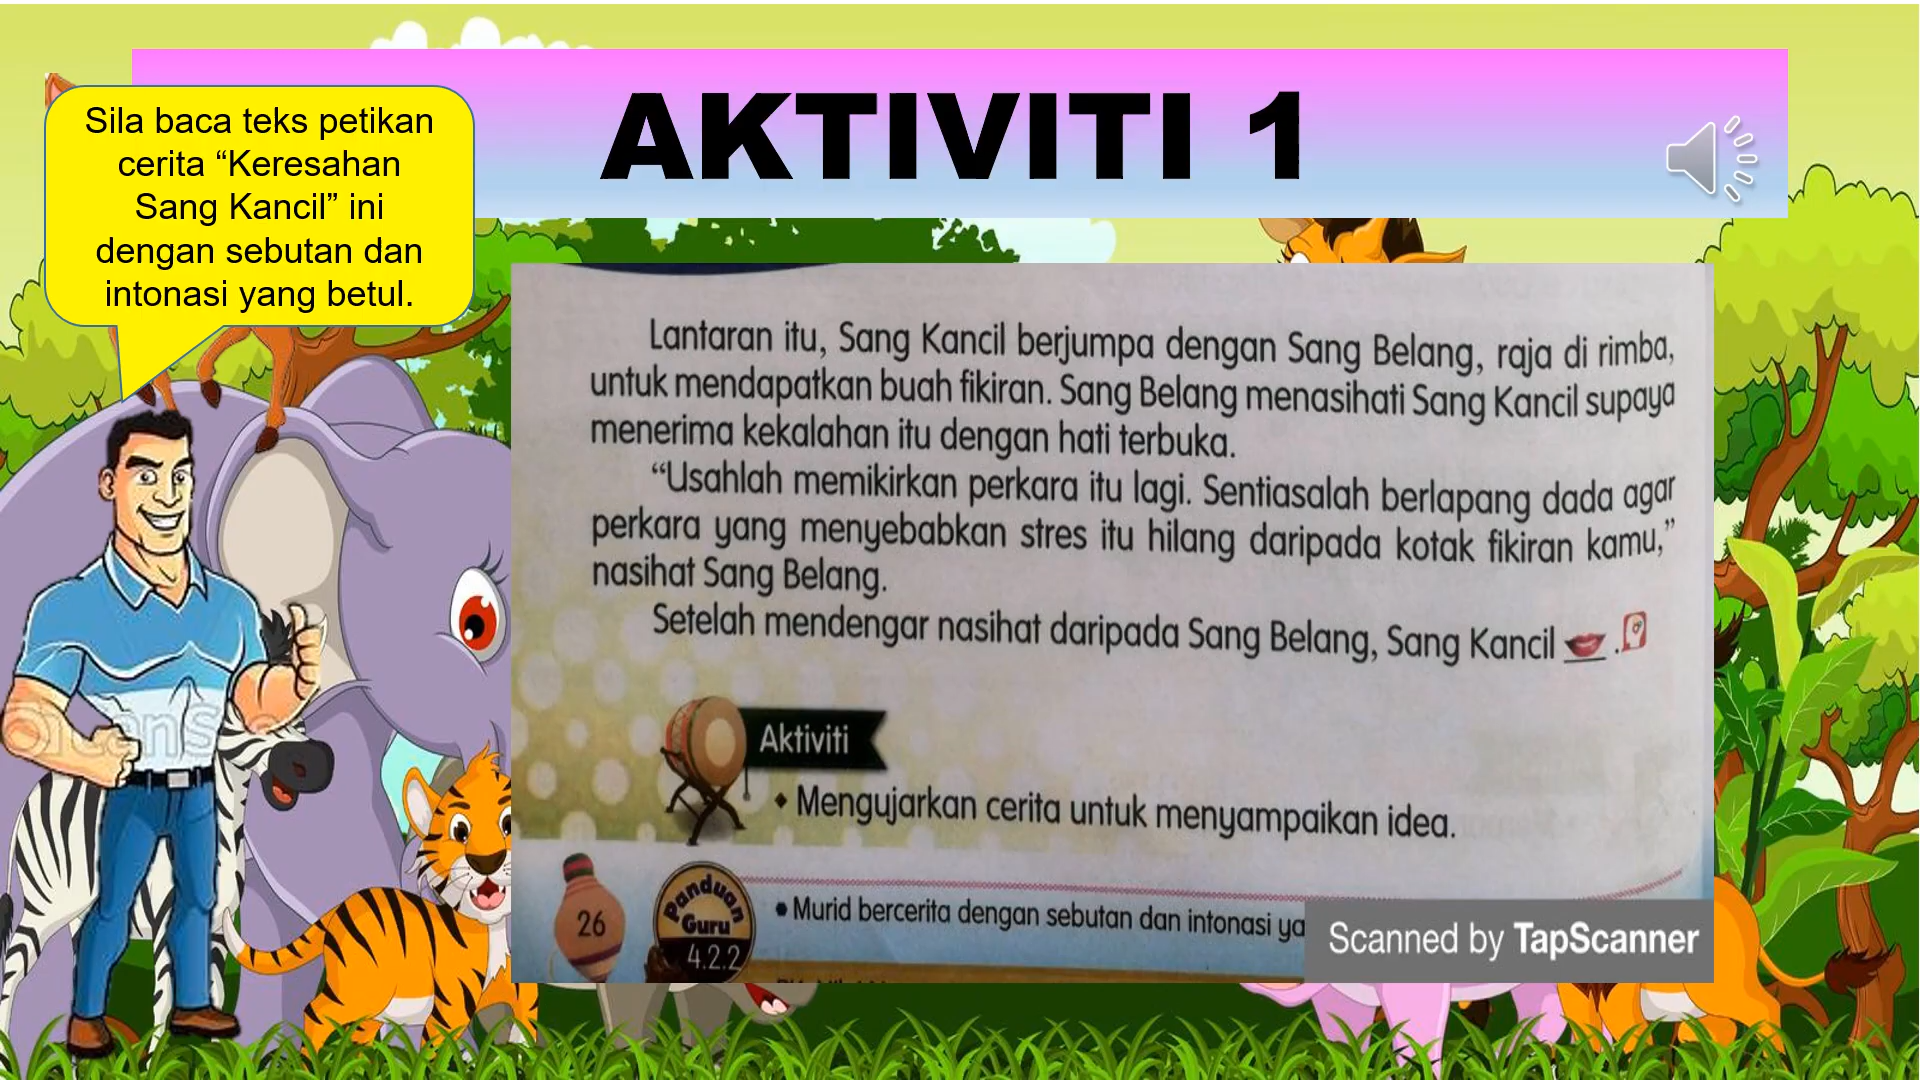 AKTIVITI 1
Sila baca teks petikan
cerita “Keresahan
Sang Kancil” ini
dengan sebutan dan
intonasi yang betul.
Lantaran itu, Sang Kancil berjumpa dengan Sang Belang, raja di rimba,
untuk mendapatkan buah fikiran. Sang Belang menasihati Sang Kancil supaya
menerima kekalahan itu dengan hati terbuka.
“Usahlah memikirkan perkara itu lagi. Sentiasalah berlapang dada agar
perkara yang menyebabkan stres itu hilang daripada kotak fikiran kamu,”
nasihat Sang Belang.
Setelah mendengar nasihat daripada Sang Belang, Sang Kancil .
Aktiviti
• Mengujarkan cerita untuk menyampaikan idea.
26
Panduan
Guru
4.2.2
• Murid bercerita dengan sebutan dan intonasi ya
Scanned by TapScanner